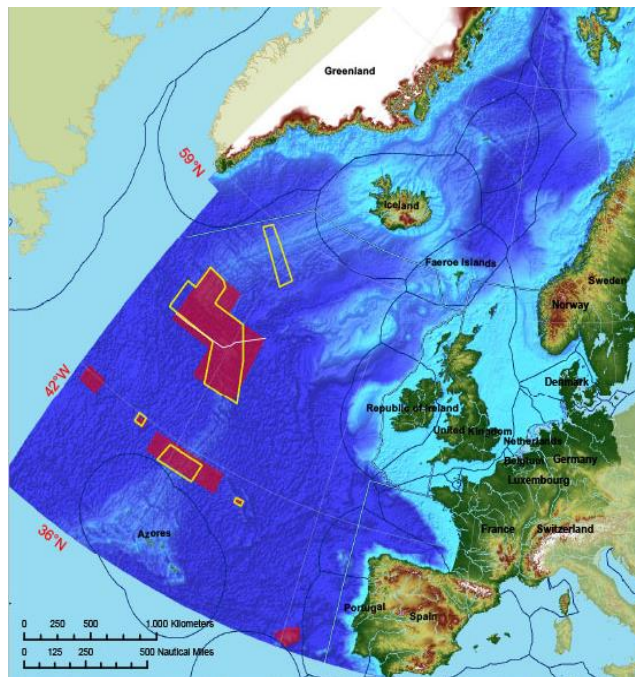 Greenland
59°N
Iceland
Faeroe Islands
Sweden
Norway
42°W
Denmark
Republic of Ireland
United Kingdom
Netherlands
Belgium
Germany
Luxembourg
36°N
Azores
France
Switzerland
Portugal
Spain
0 250 500 1,000 Kilometers
0 125 250 500 Nautical Miles